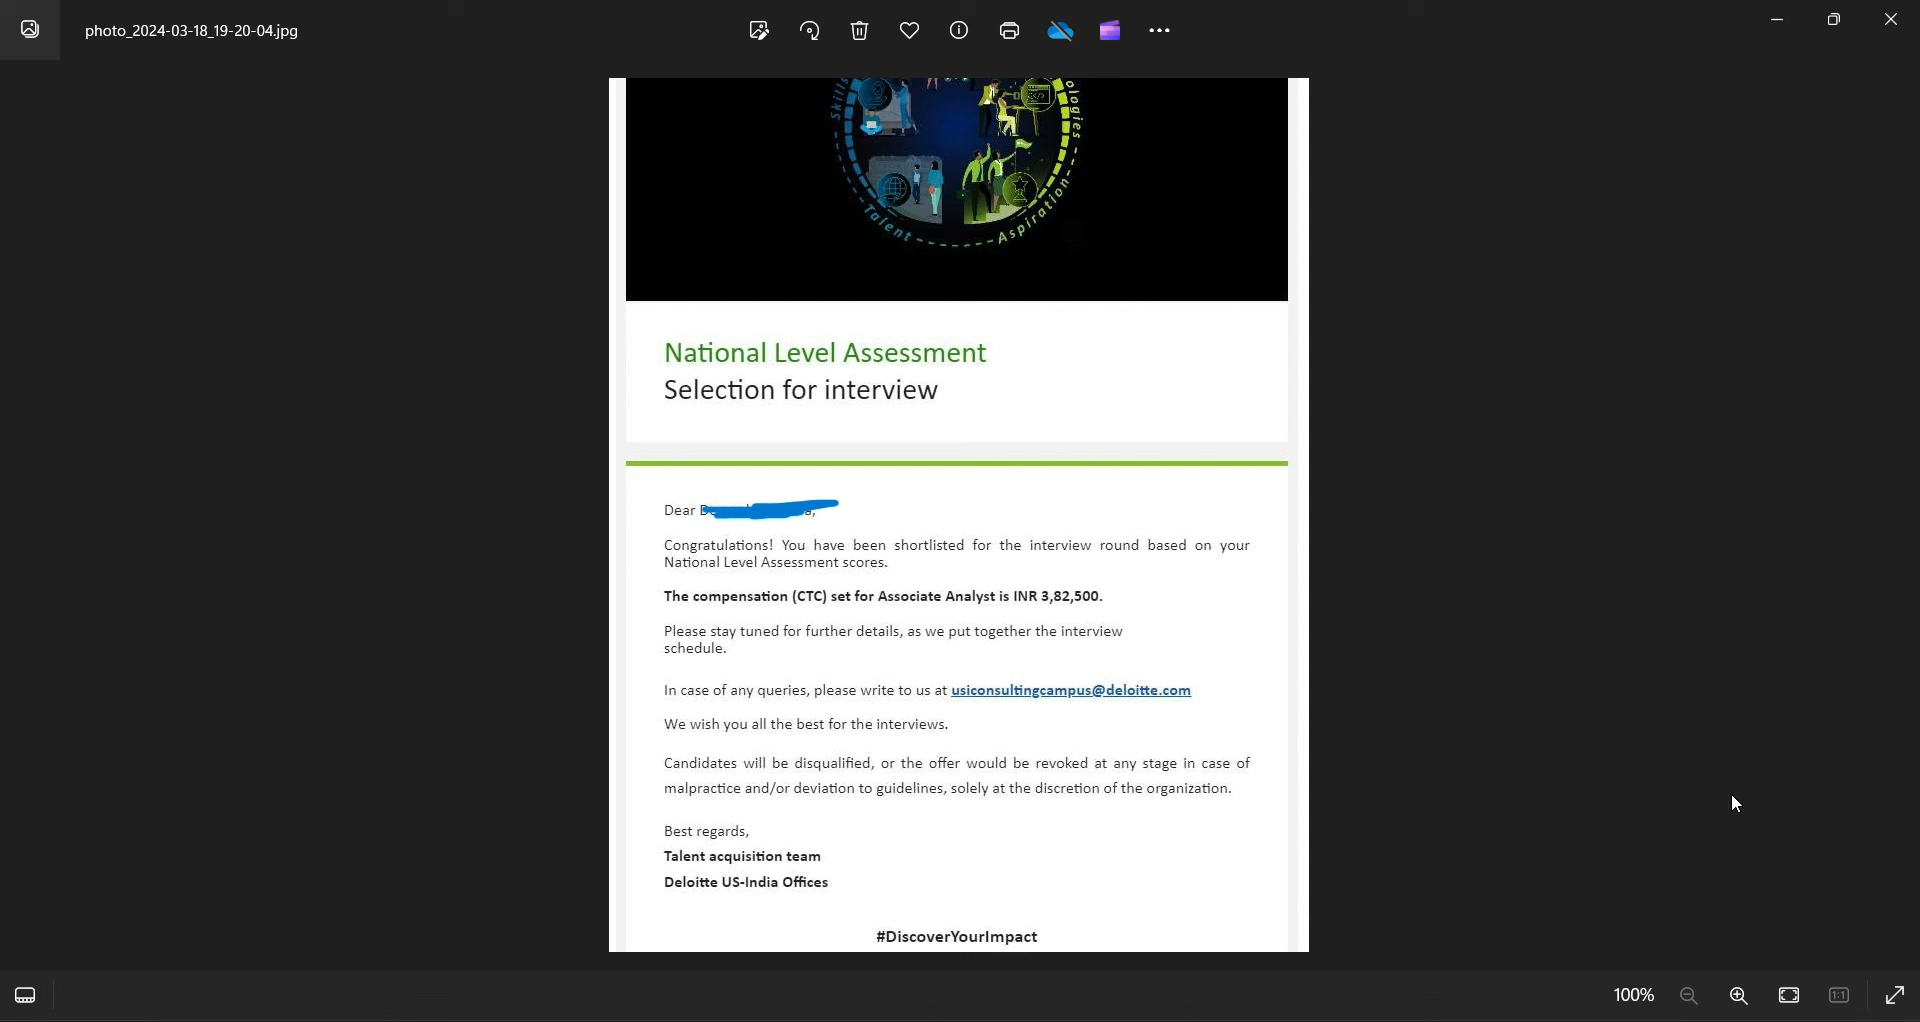 photo_2024-03-18_19-20-04.jpg
Skills
ologies
Talent
Aspiration
National Level Assessment
Selection for interview
Dear
Congratulations! You have been shortlisted for the interview round based on your
National Level Assessment scores.
The compensation (CTC) set for Associate Analyst is INR 3,82,500.
Please stay tuned for further details, as we put together the interview
schedule.
In case of any queries, please write to us at usiconsultingcampus@deloitte.com
We wish you all the best for the interviews.
Candidates will be disqualified, or the offer would be revoked at any stage in case of
malpractice and/or deviation to guidelines, solely at the discretion of the organization.
Best regards,
Talent acquisition team
Deloitte US-India Offices
#DiscoverYourImpact
100%
1:1